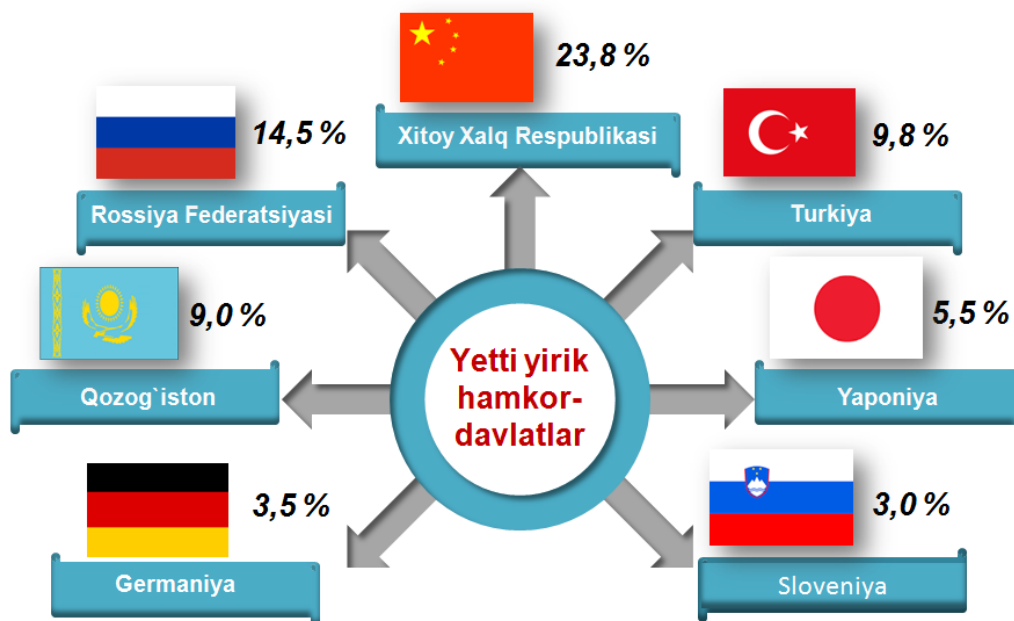 23,8 %
Xitoy Xalq Respublikasi
14,5 %
Rossiya Federatsiyasi
9,8 %
Turkiya
9,0 %
Qozog`iston
5,5 %
Yaponiya
Yetti yirik
hamkor-
davlatlar
3,5 %
Germaniya
3,0 %
Sloveniya